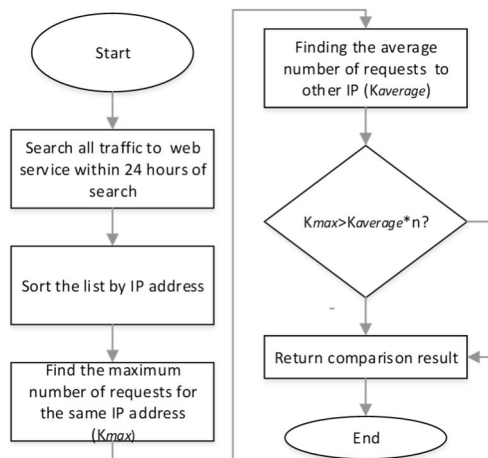 Start
Search all traffic to web
service within 24 hours of
search
Sort the list by IP address
Find the maximum
number of requests for
the same IP address
(Kmax)
Finding the average
number of requests to
other IP (Kaverage)
Kmax>Kaverage*n?
-
Return comparison result
End